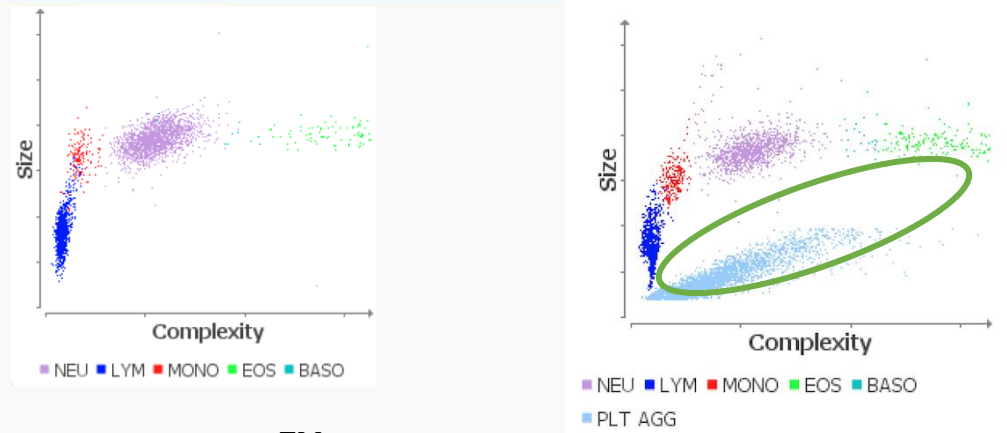 Size
Complexity
NEU LYM MONO EOS BASO
Size
Complexity
NEU LYM MONO EOS BASO
PLT AGG